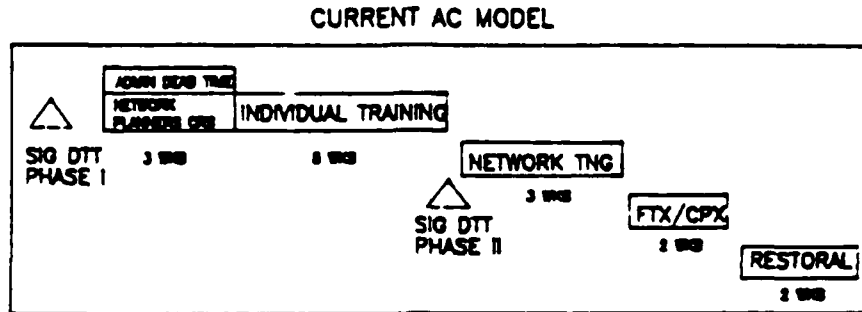 CURRENT AC MODEL
ADMIN DEAD TIME
NETWORK
PLANNERS CRS
INDIVIDUAL TRAINING
SIG DTT
PHASE I
3 WKS
WKS
NETWORK TNG
3 WKS
SIG DTT
PHASE II
FTX/CPX
2 WKS
RESTORAL
2 WKS